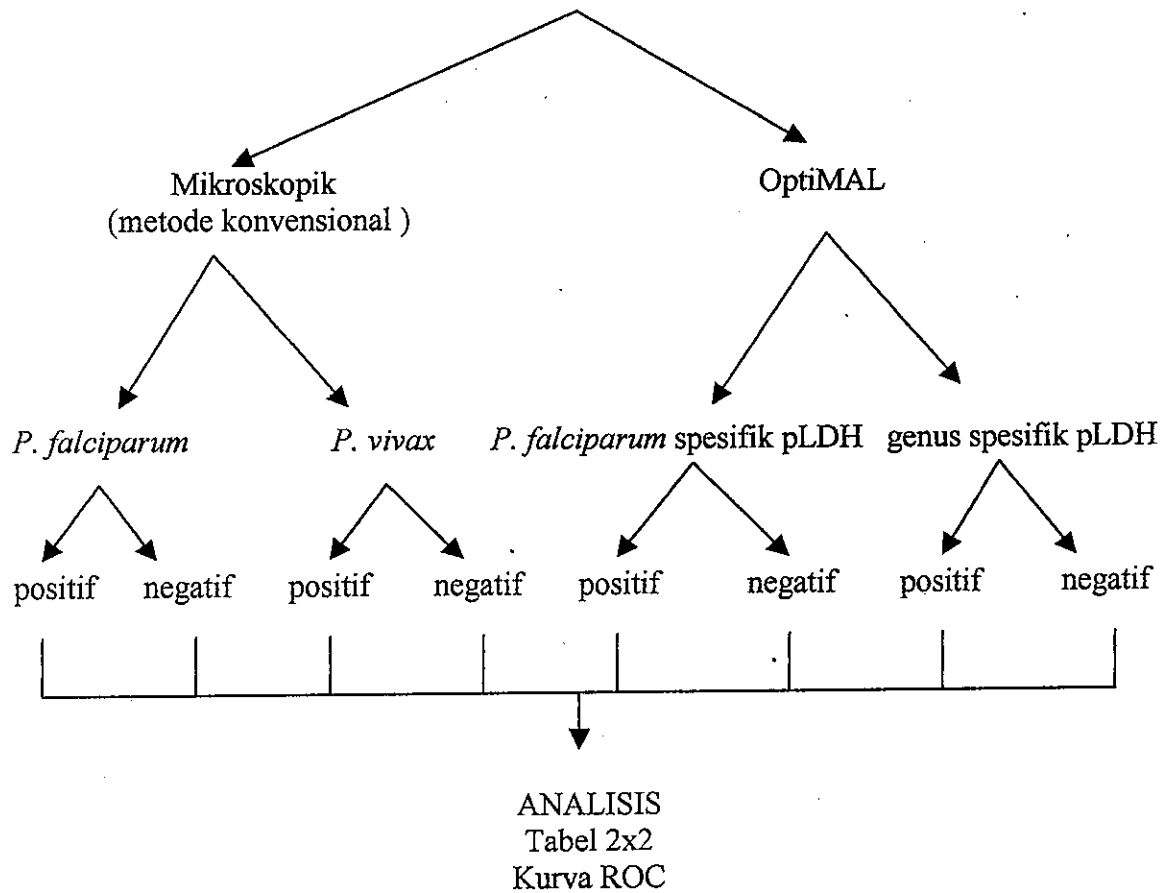 Mikroskopik
(metode konvensional )
OptiMAL
P. falciparum
P. vivax
P. falciparum spesifik pLDH
genus spesifik pLDH
positif
negatif
positif
negatif
positif
negatif
positif
negatif
ANALISIS
Tabel 2x2
Kurva ROC